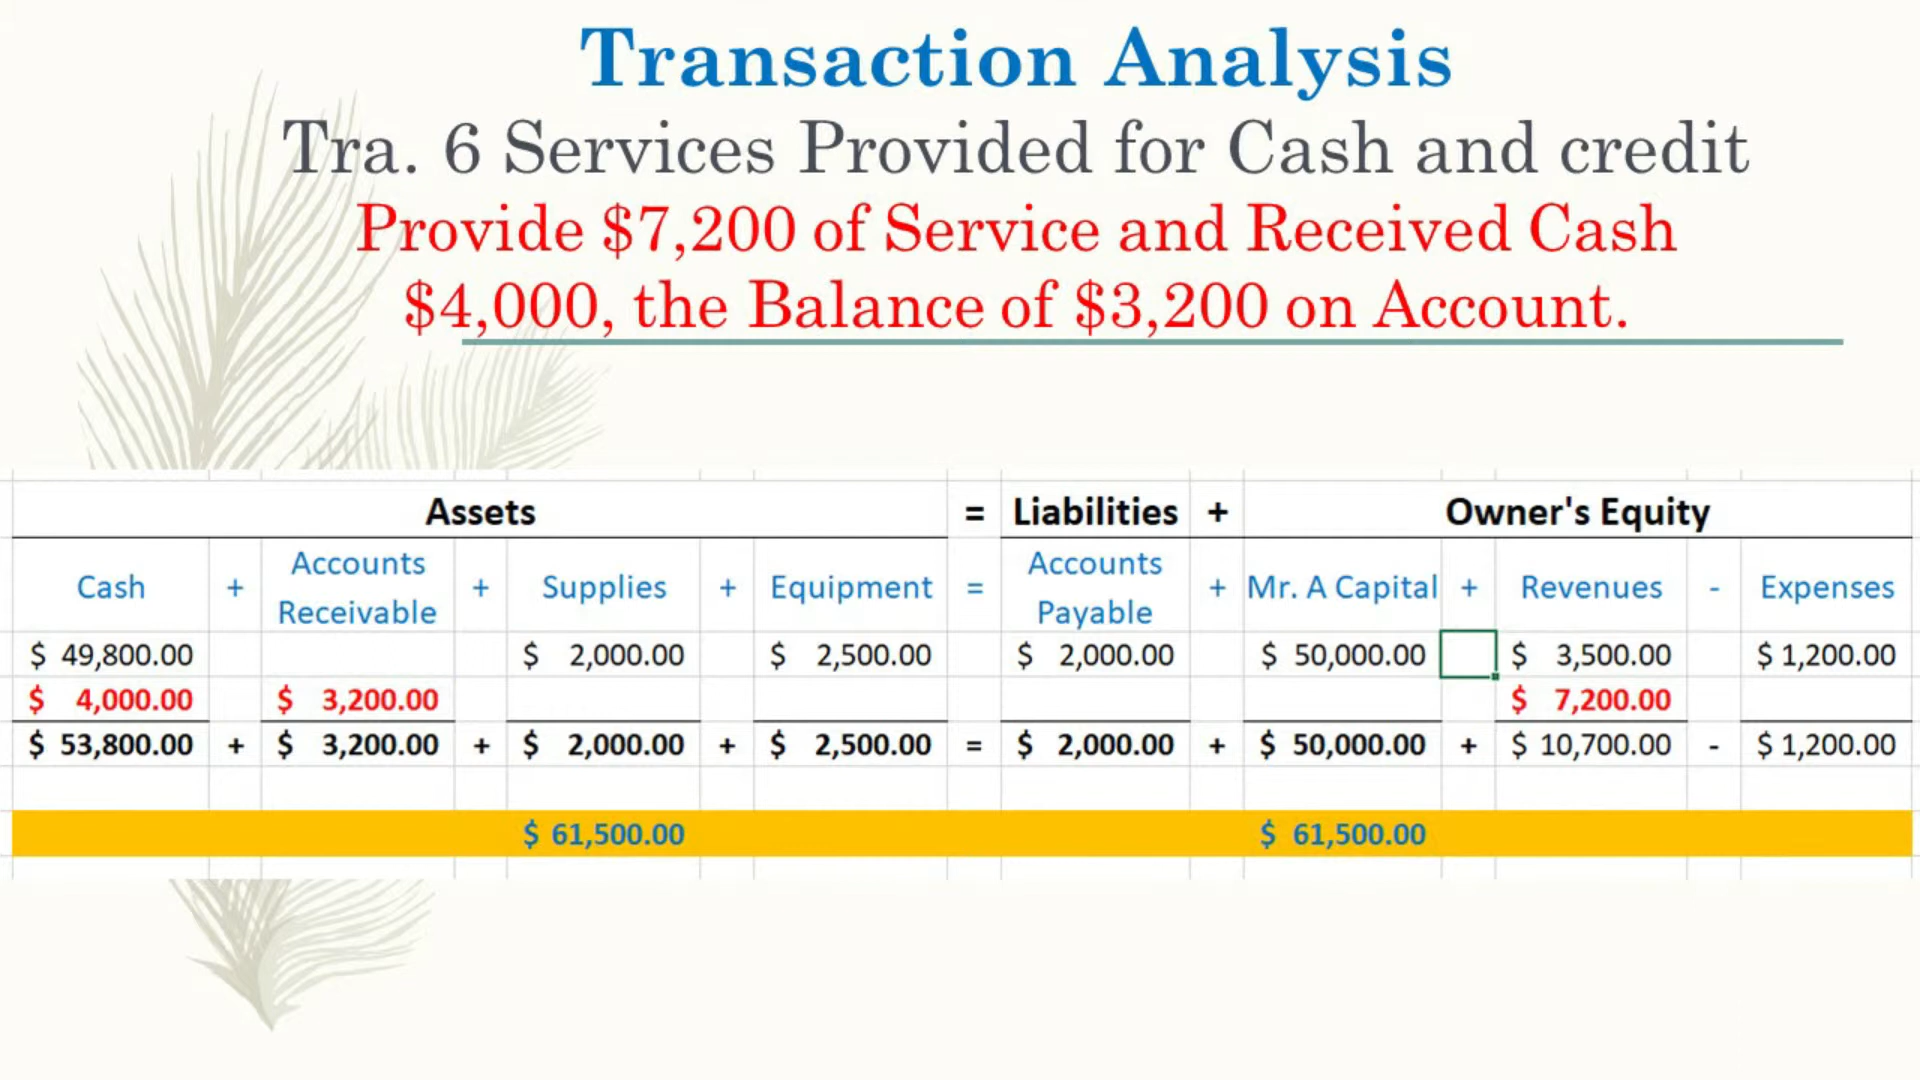 Transaction Analysis
Tra. 6 Services Provided for Cash and credit
Provide $7,200 of Service and Received Cash
$4,000, the Balance of $3,200 on Account.
Assets = Liabilities + Owner's Equity
Cash + Accounts Receivable + Supplies + Equipment = Accounts Payable + Mr. A Capital + Revenues - Expenses
$ 49,800.00 $ 2,000.00 $ 2,500.00 $ 2,000.00 $ 50,000.00 $ 3,500.00 $ 1,200.00
$ 4,000.00 $ 3,200.00 $ 7,200.00
$ 53,800.00 + $ 3,200.00 + $ 2,000.00 + $ 2,500.00 = $ 2,000.00 + $ 50,000.00 + $ 10,700.00 - $ 1,200.00
$ 61,500.00 $ 61,500.00